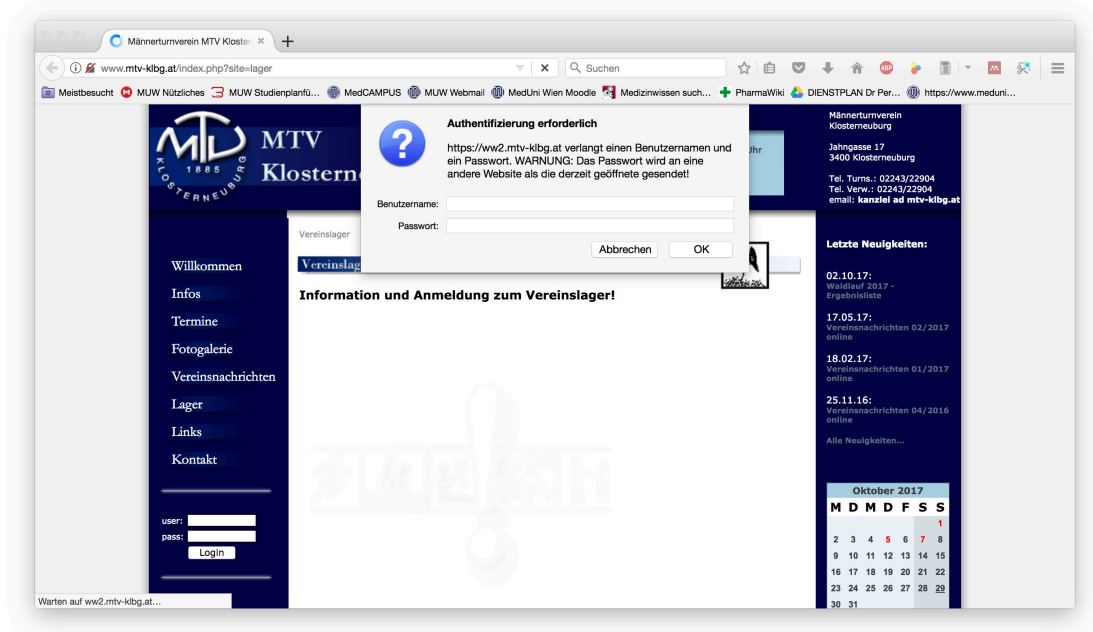 Männerturnverein MTV Kloster
www.mtv-klbg.at/index.php?site=lager
Suchen
ABP
Meistbesucht MUW Nützliches MUW Studienplanfü... MedCAMPUS MUW Webmail MedUni Wien Moodle Medizinwissen such... PharmaWiki DIENSTPLAN Dr Per... https://www.meduni...
MTV
1885
KLOSTERNEUBURG
MTV
Klostern
Authentifizierung erforderlich
https://ww2.mtv-klbg.at verlangt einen Benutzernamen und
ein Passwort. WARNUNG: Das Passwort wird an eine
andere Website als die derzeit geöffnete gesendet!
Benutzername:
Passwort:
Abbrechen OK
Uhr
Männerturnverein
Klosterneuburg
Jahngasse 17
3400 Klosterneuburg
Tel. Turns.: 02243/22904
Tel. Verw.: 02243/22904
email: kanzlei ad mtv-klbg.at
Willkommen
Infos
Termine
Fotogalerie
Vereinsnachrichten
Lager
Links
Kontakt
user:
pass:
Login
Vereinslager
Vereinslag
Information und Anmeldung zum Vereinslager!
Letzte Neuigkeiten:
02.10.17:
Waldlauf 2017 -
Ergebnisliste
17.05.17:
Vereinsnachrichten 02/2017
online
18.02.17:
Vereinsnachrichten 01/2017
online
25.11.16:
Vereinsnachrichten 04/2016
online
Alle Neuigkeiten...
Oktober 2017
M D M D F S S
1
2 3 4 5 6 7 8
9 10 11 12 13 14 15
16 17 18 19 20 21 22
23 24 25 26 27 28 29
30 31
Warten auf ww2.mtv-klbg.at...